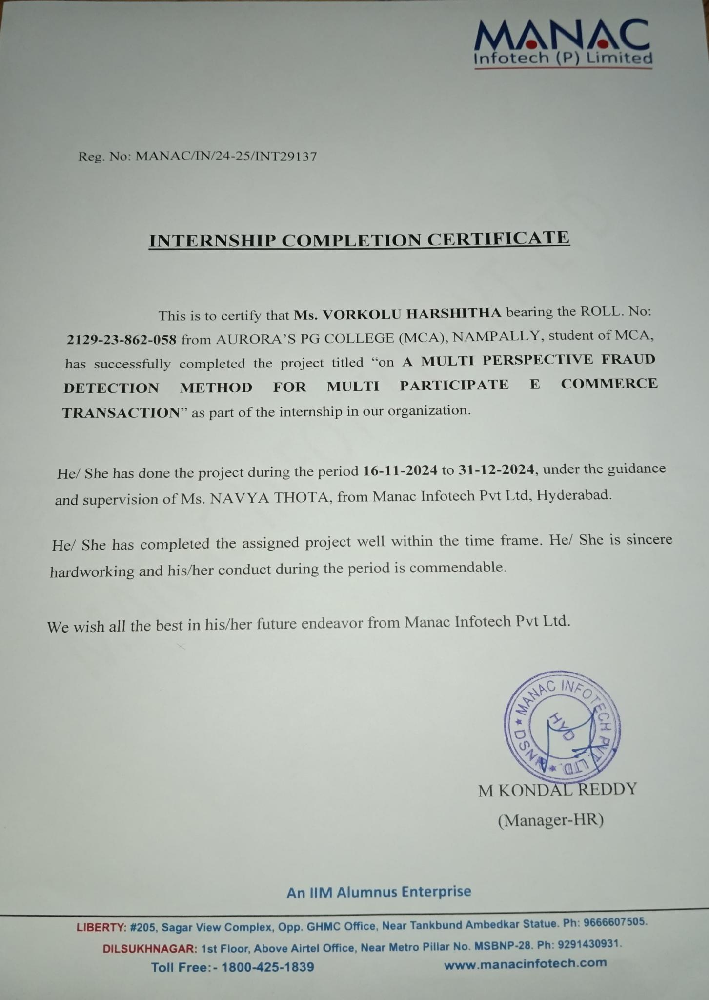 MANAC
Infotech (P) Limited
Reg. No: MANAC/IN/24-25/INT29137
INTERNSHIP COMPLETION CERTIFICATE
This is to certify that Ms. VORKOLU HARSHITHA bearing the ROLL. No:
2129-23-862-058 from AURORA'S PG COLLEGE (MCA), NAMPALLY, student of MCA,
has successfully completed the project titled “on A MULTI PERSPECTIVE FRAUD
DETECTION METHOD FOR MULTI PARTICIPATE E COMMERCE
TRANSACTION” as part of the internship in our organization.
He/ She has done the project during the period 16-11-2024 to 31-12-2024, under the guidance
and supervision of Ms. NAVYA THOTA, from Manac Infotech Pvt Ltd, Hyderabad.
He/ She has completed the assigned project well within the time frame. He/ She is sincere
hardworking and his/her conduct during the period is commendable.
We wish all the best in his/her future endeavor from Manac Infotech Pvt Ltd.
★ MANAC INFOTECH PVT. LTD. ★ DSNR
HYD
M KONDAL REDDY
(Manager-HR)
An IIM Alumnus Enterprise
LIBERTY: #205, Sagar View Complex, Opp. GHMC Office, Near Tankbund Ambedkar Statue. Ph: 9666607505.
DILSUKHNAGAR: 1st Floor, Above Airtel Office, Near Metro Pillar No. MSBNP-28. Ph: 9291430931.
Toll Free:- 1800-425-1839 www.manacinfotech.com